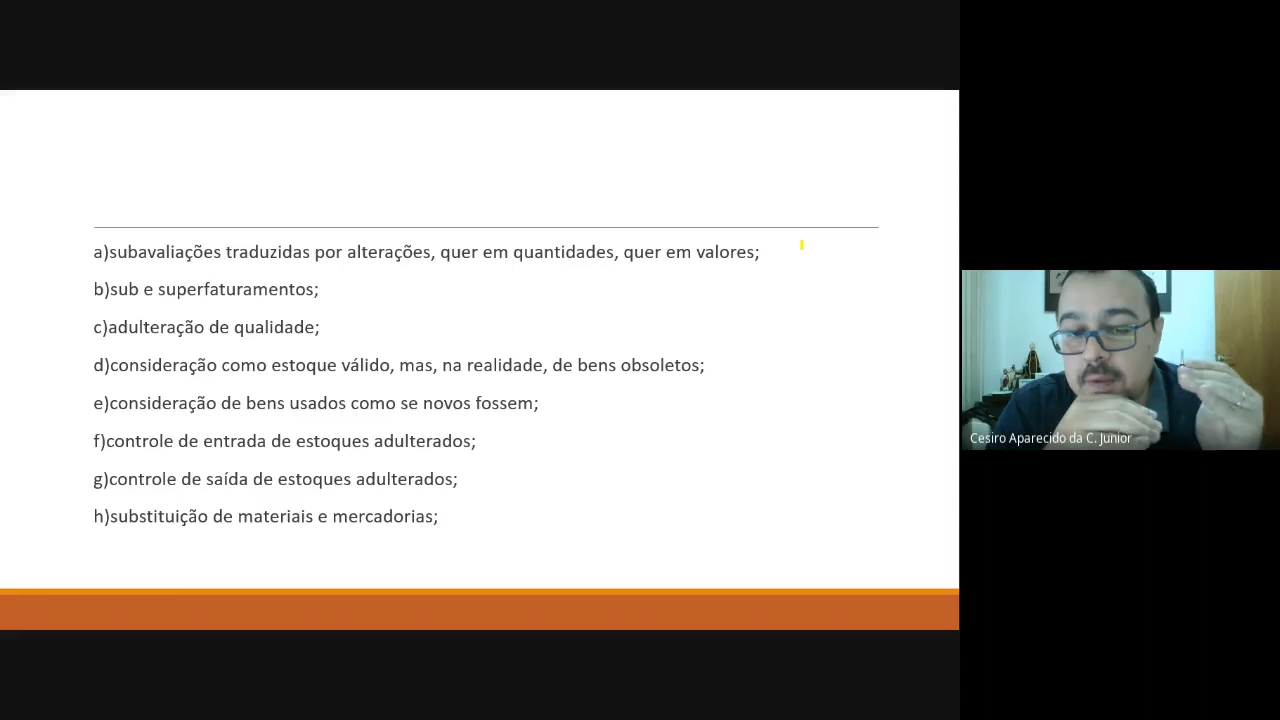 a)subavaliações traduzidas por alterações, quer em quantidades, quer em valores;
b)sub e superfaturamentos;
c)adulteração de qualidade;
d)consideração como estoque válido, mas, na realidade, de bens obsoletos;
e)consideração de bens usados como se novos fossem;
f)controle de entrada de estoques adulterados;
g)controle de saída de estoques adulterados;
h)substituição de materiais e mercadorias;
Cesiro Aparecido da C. Junior